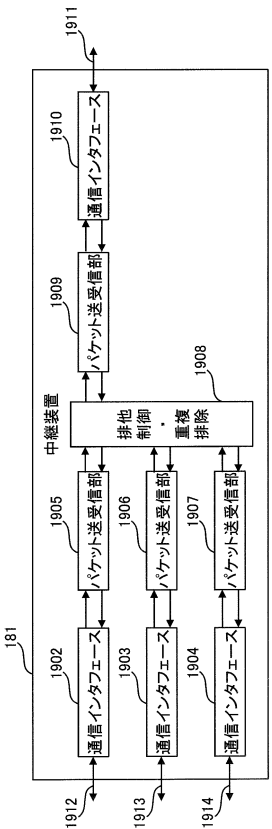 181
中継装置
1902
通信インタフェース
1905
パケット送受信部
1912
1903
通信インタフェース
1906
パケット送受信部
1913
1904
通信インタフェース
1907
パケット送受信部
1914
排他
制御
・
重複
排除
1908
1909
パケット送受信部
1910
通信インタフェース
1911